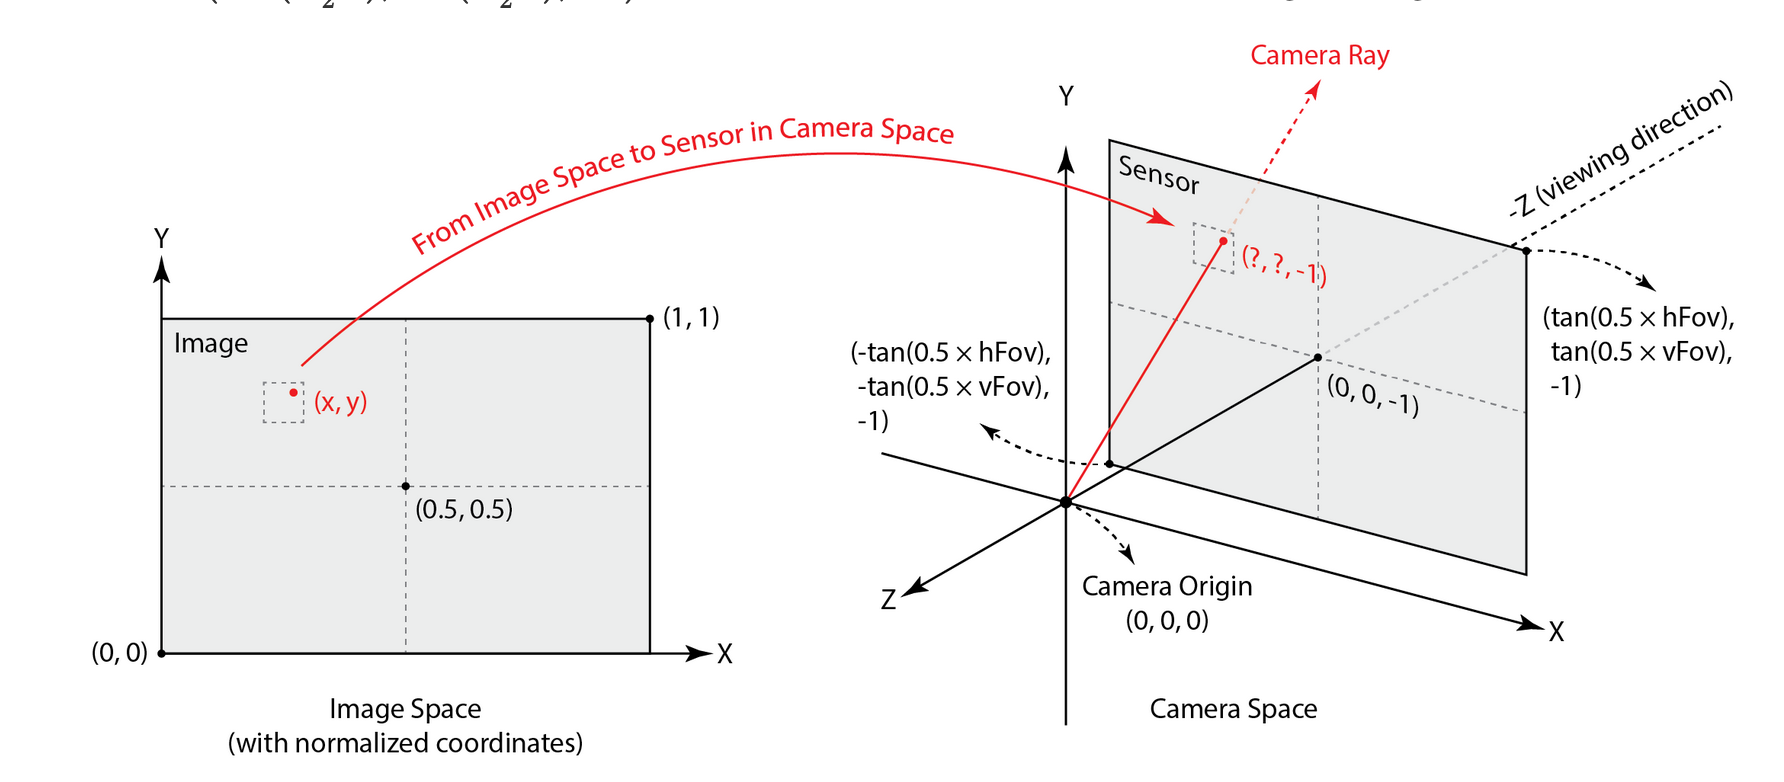 Camera Ray
Y
From Image Space to Sensor in Camera Space
-Z (viewing direction)
Sensor
(?, ?, -1)
Y
(1, 1)
Image
(x, y)
(0.5, 0.5)
(0, 0)
X
Image Space
(with normalized coordinates)
(tan(0.5 × hFov),
tan(0.5 × vFov),
-1)
(-tan(0.5 × hFov),
-tan(0.5 × vFov),
-1)
(0, 0, -1)
Z
Camera Origin
(0, 0, 0)
X
Camera Space